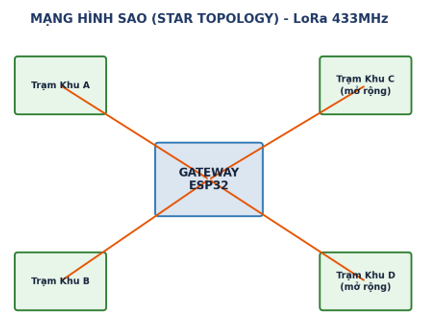 MẠNG HÌNH SAO (STAR TOPOLOGY) - LoRa 433MHz
Trạm Khu A
Trạm Khu C
(mở rộng)
GATEWAY
ESP32
Trạm Khu B
Trạm Khu D
(mở rộng)